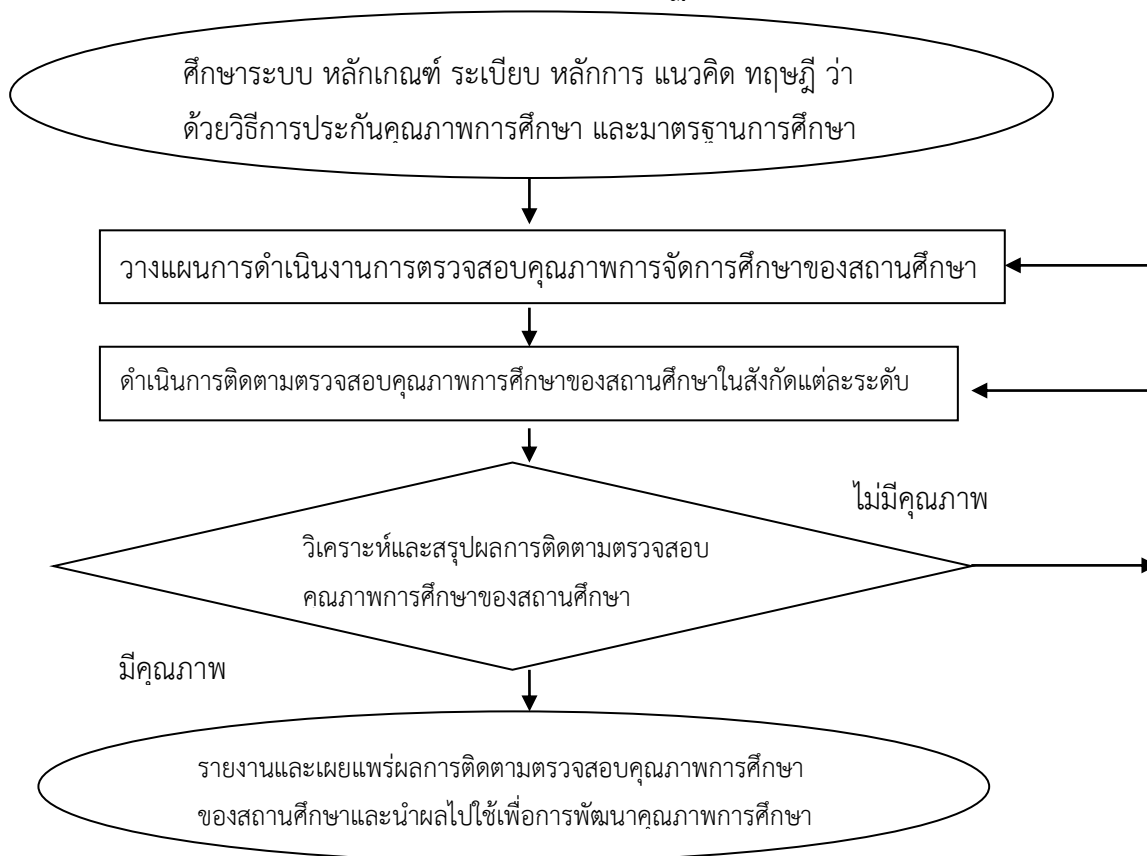 ศึกษาระบบ หลักเกณฑ์ ระเบียบ หลักการ แนวคิด ทฤษฎี ว่า
ด้วยวิธีการประกันคุณภาพการศึกษา และมาตรฐานการศึกษา
วางแผนการดำเนินงานการตรวจสอบคุณภาพการจัดการศึกษาของสถานศึกษา
ดำเนินการติดตามตรวจสอบคุณภาพการศึกษาของสถานศึกษาในสังกัดแต่ละระดับ
ไม่มีคุณภาพ
วิเคราะห์และสรุปผลการติดตามตรวจสอบ
คุณภาพการศึกษาของสถานศึกษา
มีคุณภาพ
รายงานและเผยแพร่ผลการติดตามตรวจสอบคุณภาพการศึกษา
ของสถานศึกษาและนำผลไปใช้เพื่อการพัฒนาคุณภาพการศึกษา